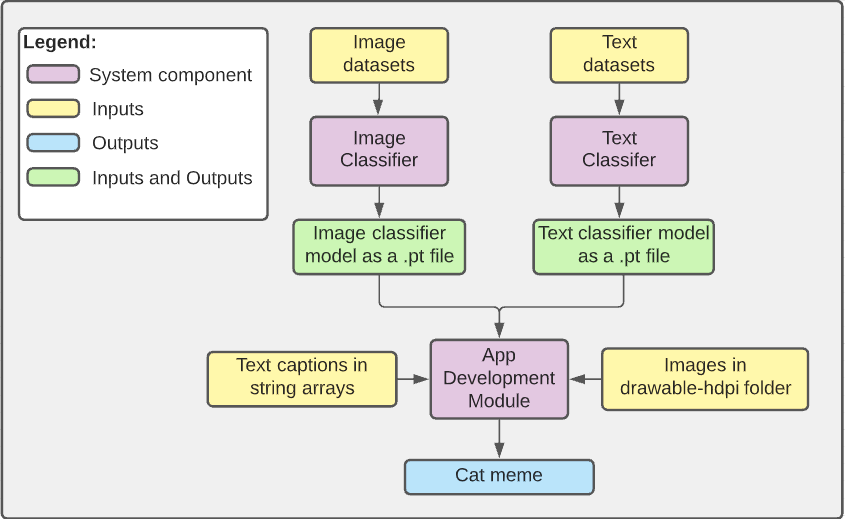 Legend:
System component
Inputs
Outputs
Inputs and Outputs
Image
datasets
Text
datasets
Image
Classifier
Text
Classifer
Image classifier
model as a .pt file
Text classifier model
as a .pt file
Text captions in
string arrays
App
Development
Module
Images in
drawable-hdpi folder
Cat meme